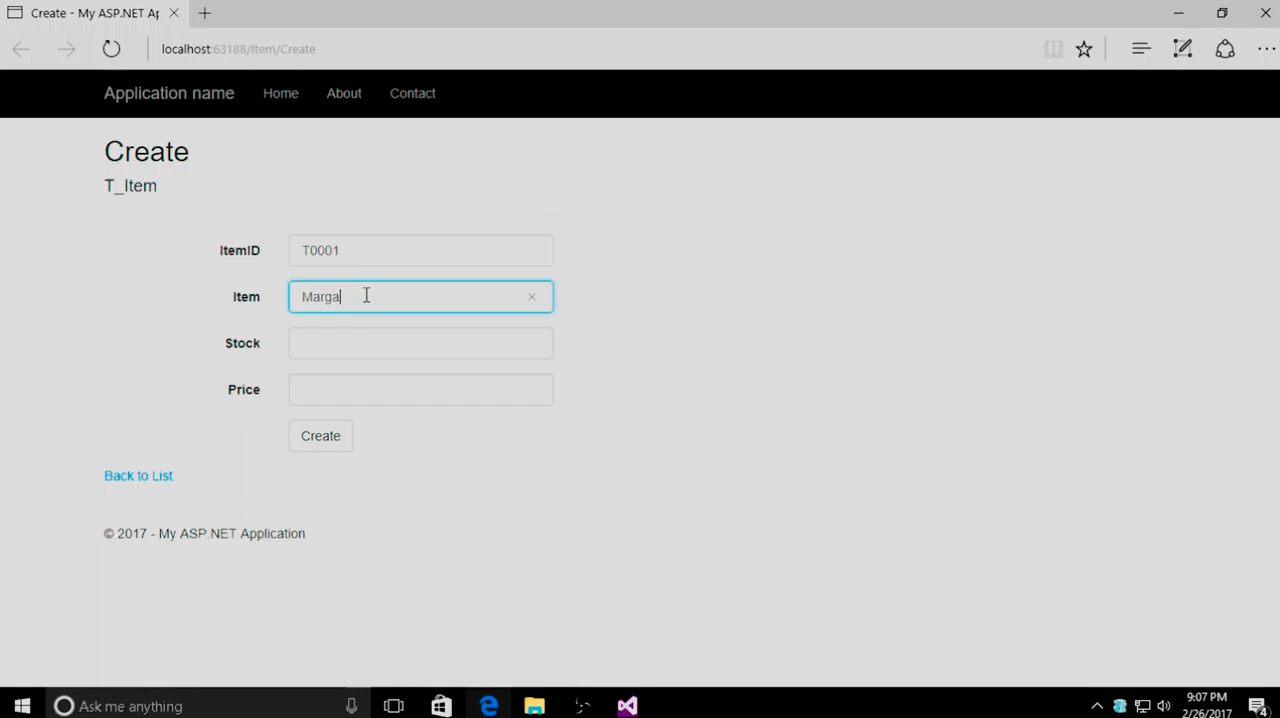 Create - My ASP.NET Ap
localhost:63188/Item/Create
Application name Home About Contact
Create
T_Item
ItemID T0001
Item Marga
Stock
Price
Create
Back to List
© 2017 - My ASP.NET Application
Ask me anything
9:07 PM
2/26/2017
4